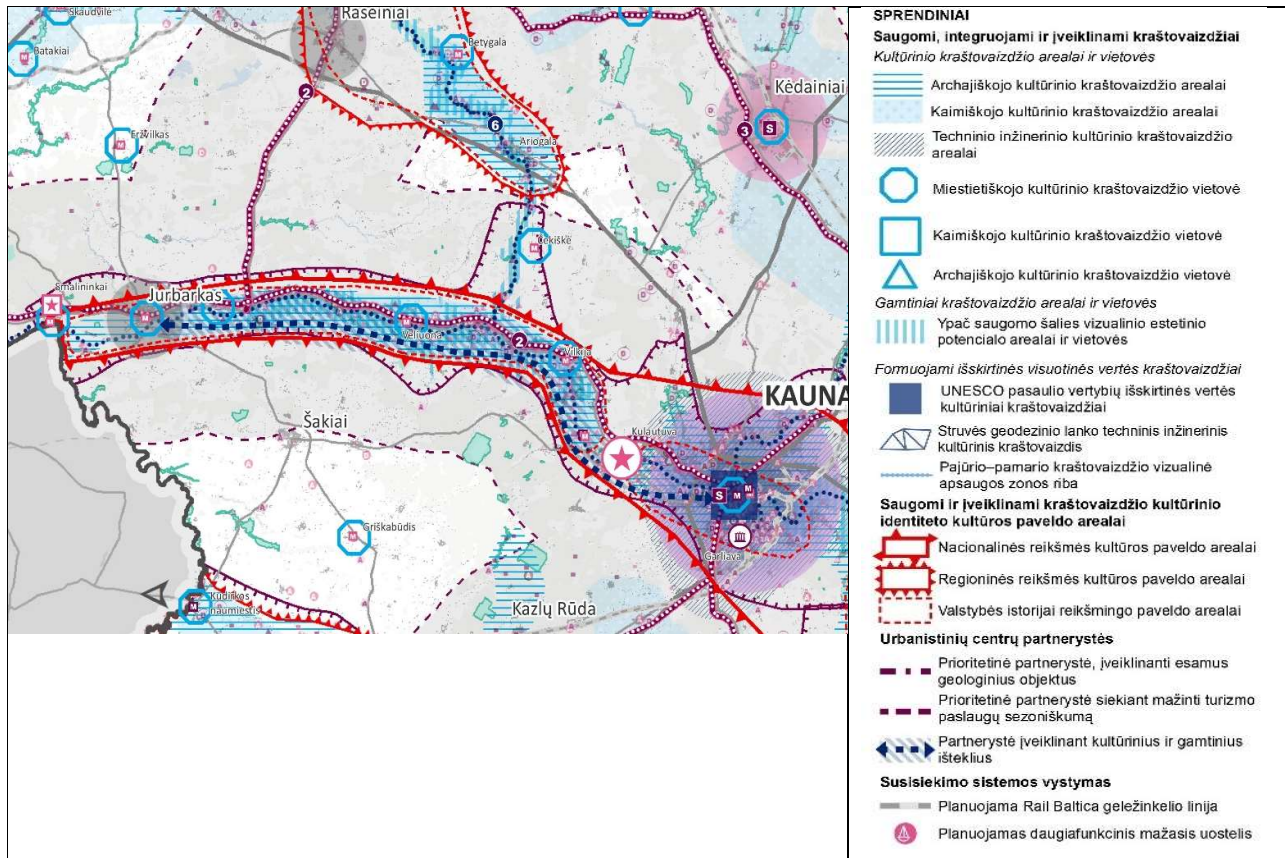 Skaudvilė
Raseiniai
Batakiai
Betygala
Kėdainiai
2
S
3
6
Eržvilkas
M
Ariogala
Čekiškė
M
Smalininkai
Jurbarkas
M
Veliuona
2
Vilkija
M
KAUNA
Šakiai
Kulautuva
S
M
M
Griškabūdis
M
Garliava
Kudirkos
naumiestis
M
Kazlų Rūda
SPRENDINIAI
Saugomi, integruojami ir įveiklinami kraštovaizdžiai
Kultūrinio kraštovaizdžio arealai ir vietovės
Archajiškojo kultūrinio kraštovaizdžio arealai
Kaimiškojo kultūrinio kraštovaizdžio arealai
Techninio inžinerinio kultūrinio kraštovaizdžio
arealai
Miestietiškojo kultūrinio kraštovaizdžio vietovė
Kaimiškojo kultūrinio kraštovaizdžio vietovė
Archajiškojo kultūrinio kraštovaizdžio vietovė
Gamtiniai kraštovaizdžio arealai ir vietovės
Ypač saugomo šalies vizualinio estetinio
potencialo arealai ir vietovės
Formuojami išskirtinės visuotinės vertės kraštovaizdžiai
UNESCO pasaulio vertybių išskirtinės vertės
kultūriniai kraštovaizdžiai
Struvės geodezinio lanko techninis inžinerinis
kultūrinis kraštovaizdis
Pajūrio–pamario kraštovaizdžio vizualinė
apsaugos zonos riba
Saugomi ir įveiklinami kraštovaizdžio kultūrinio
identiteto kultūros paveldo arealai
Nacionalinės reikšmės kultūros paveldo arealai
Regioninės reikšmės kultūros paveldo arealai
Valstybės istorijai reikšmingo paveldo arealai
Urbanistinių centrų partnerystės
Prioritetinė partnerystė, įveiklinanti esamus
geologinius objektus
Prioritetinė partnerystė siekiant mažinti turizmo
paslaugų sezoniškumą
Partnerystė įveiklinant kultūrinius ir gamtinius
išteklius
Susisiekimo sistemos vystymas
Planuojama Rail Baltica geležinkelio linija
Planuojamas daugiafunkcinis mažasis uostelis